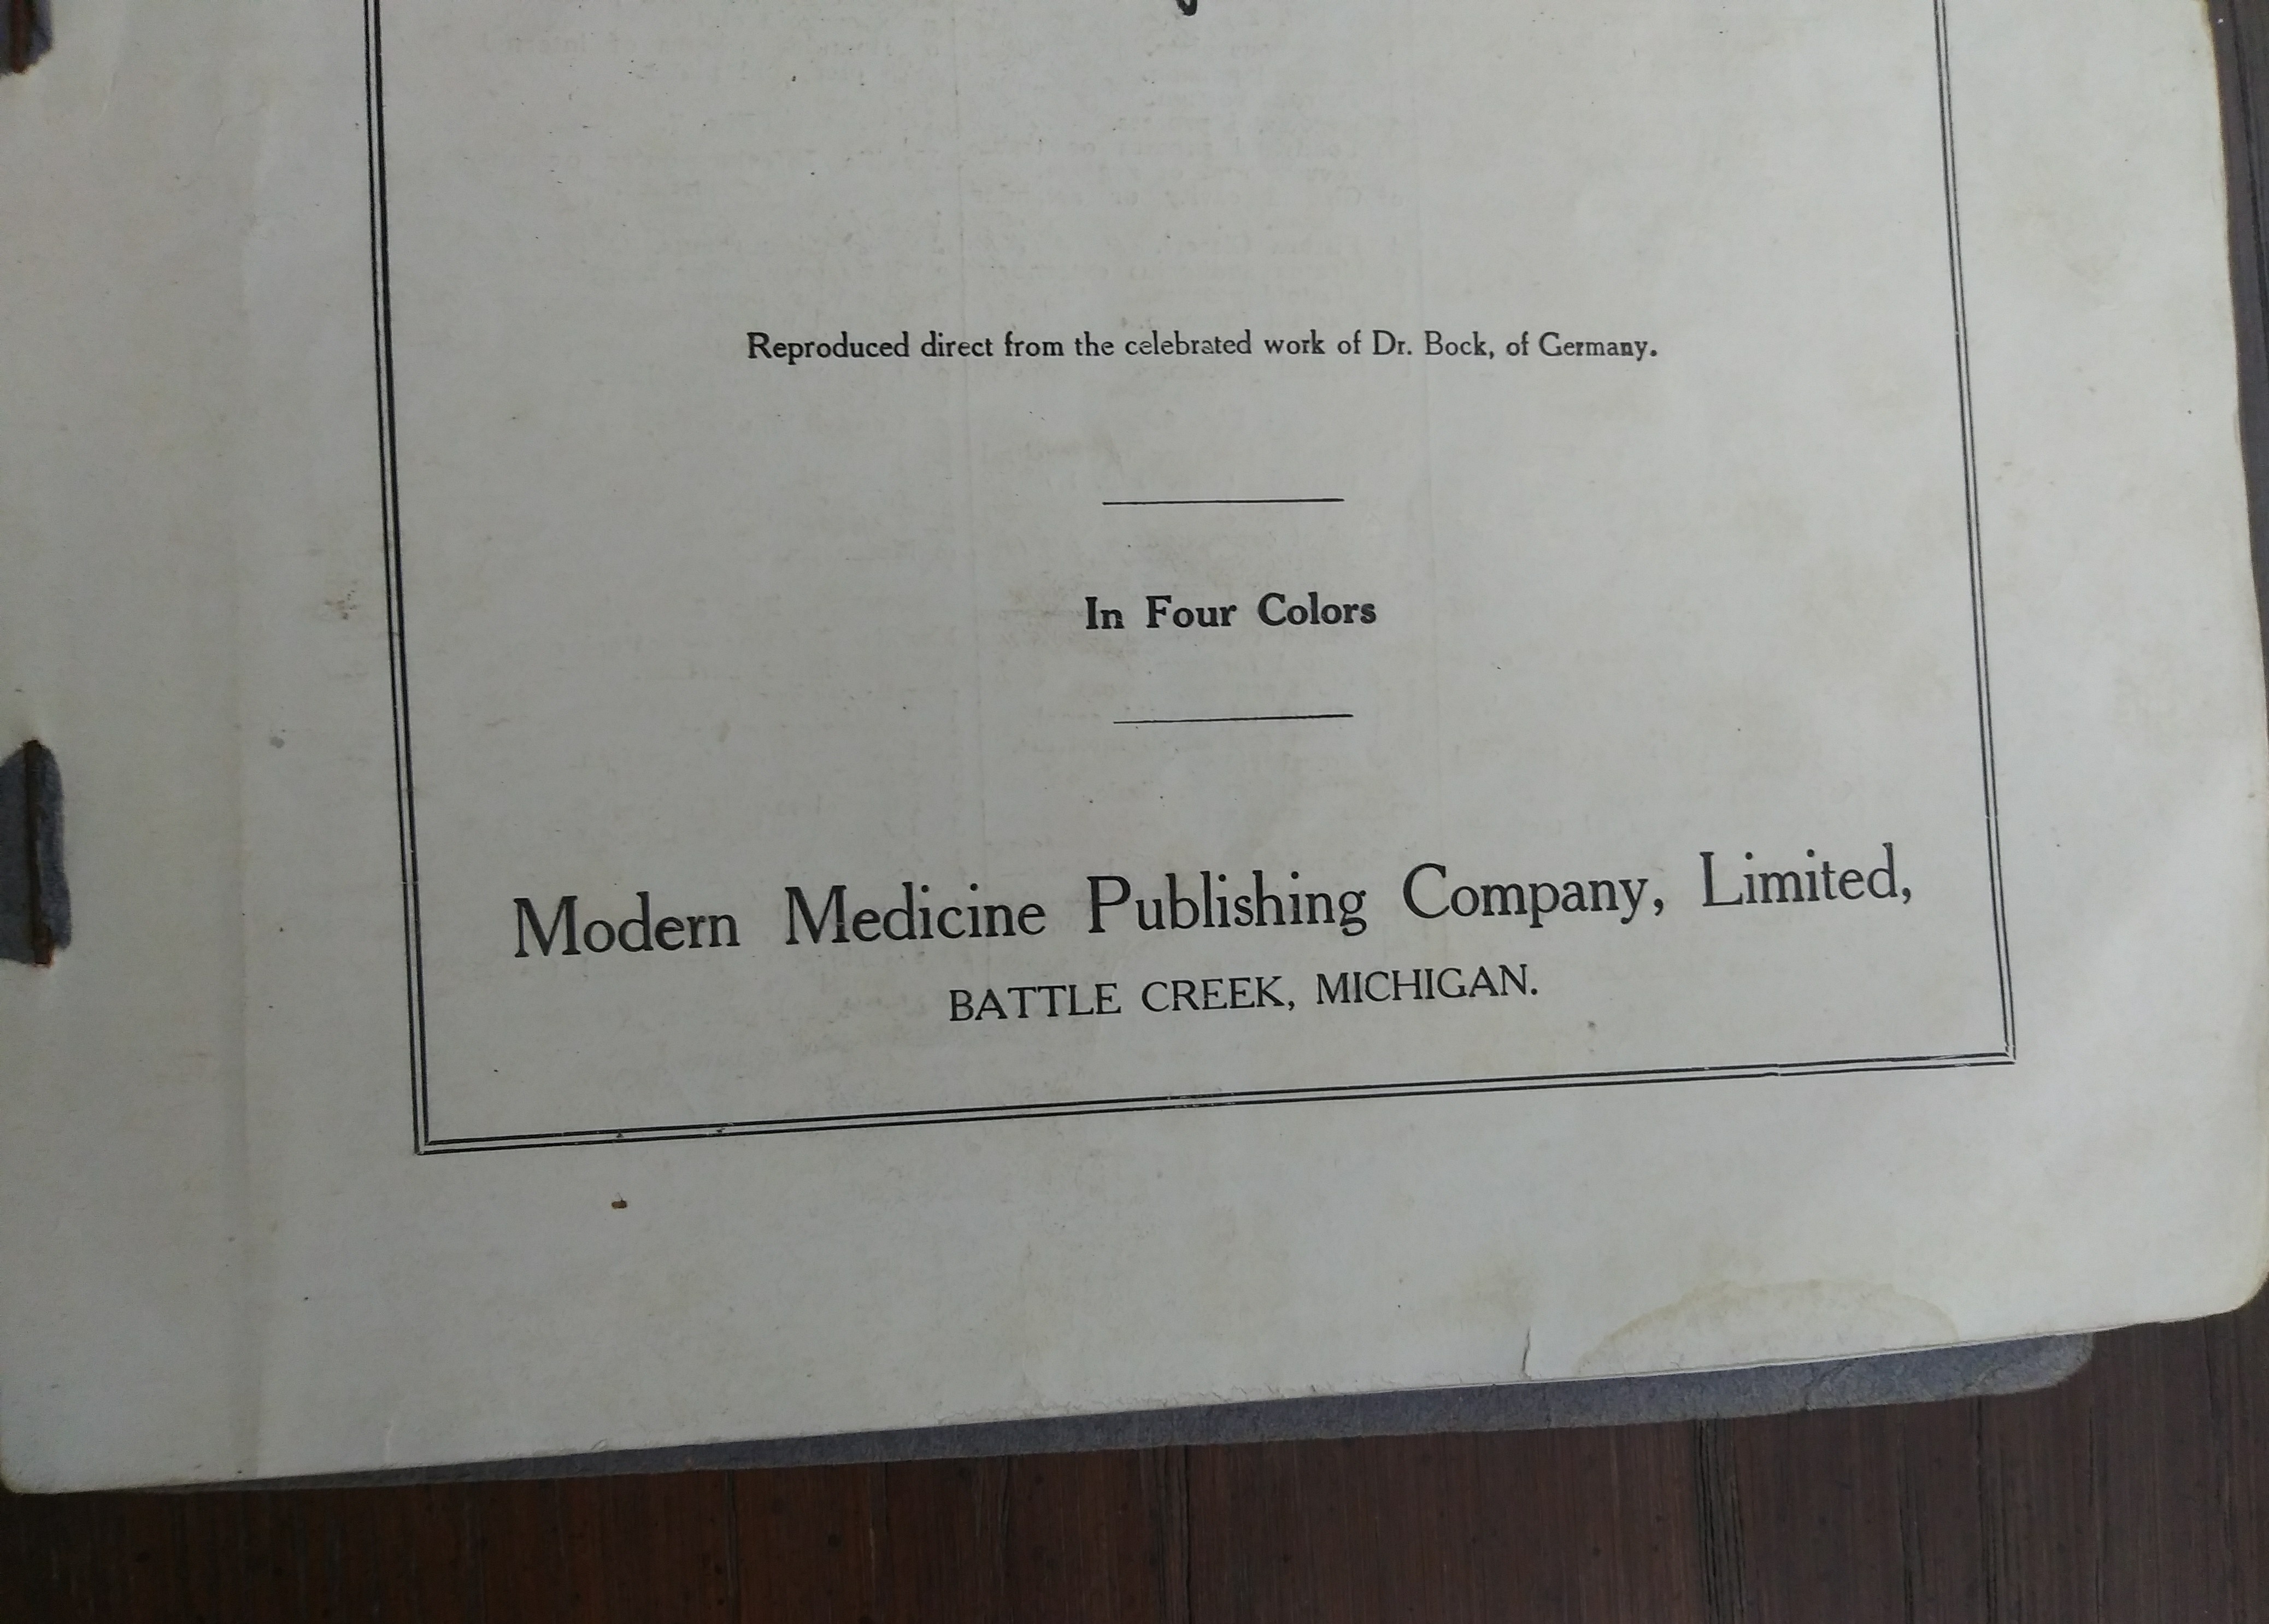 Reproduced direct from the celebrated work of Dr. Bock, of Germany.
In Four Colors
Modern Medicine Publishing Company, Limited,
BATTLE CREEK, MICHIGAN.